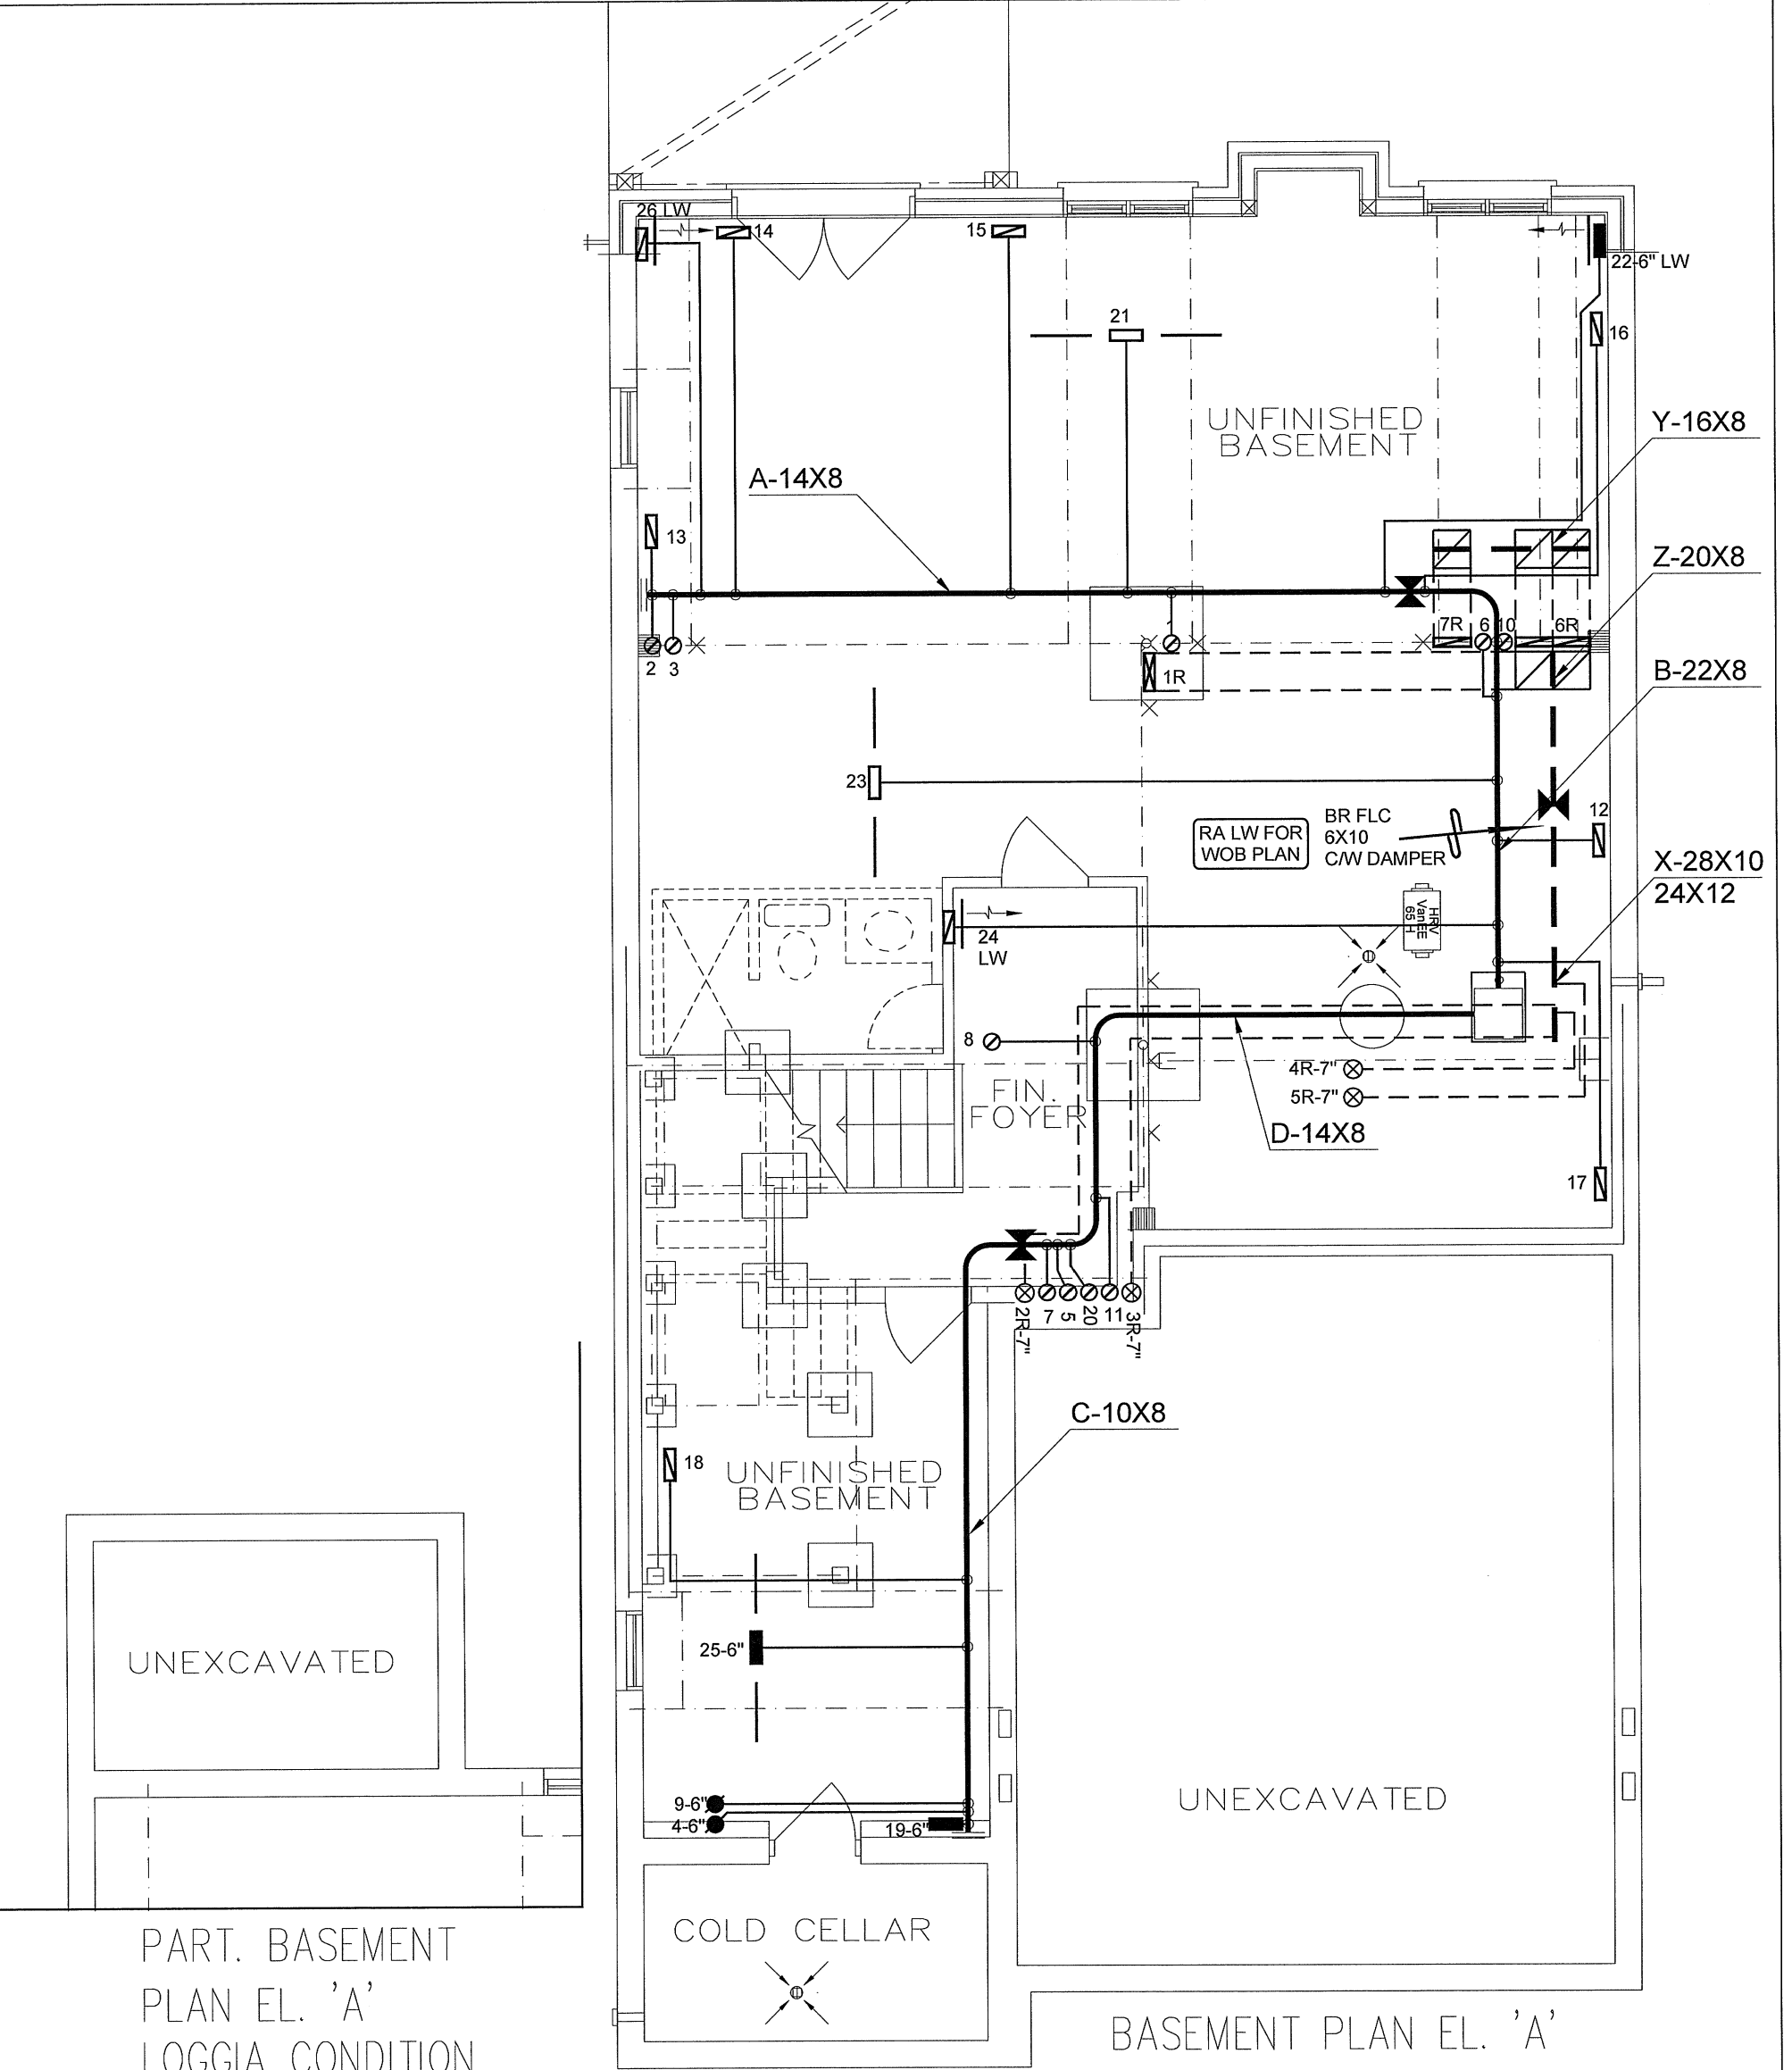 26 LW
14
15
22-6" LW
21
16
UNFINISHED
BASEMENT
Y-16X8
A-14X8
13
Z-20X8
7R
6
10
6R
1
2
3
1R
B-22X8
23
RA LW FOR
WOB PLAN
BR FLC
6X10
C/W DAMPER
12
X-28X10
24X12
HRV
VanEE
65 H
24
LW
8
4R-7"
5R-7"
FIN.
FOYER
D-14X8
17
2R-7"
7
5
20
11
3R-7"
C-10X8
18
UNFINISHED
BASEMENT
25-6"
UNEXCAVATED
UNEXCAVATED
9-6"
4-6"
19-6"
COLD CELLAR
PART. BASEMENT
PLAN EL. 'A'
LOGGIA CONDITION
BASEMENT PLAN EL. 'A'